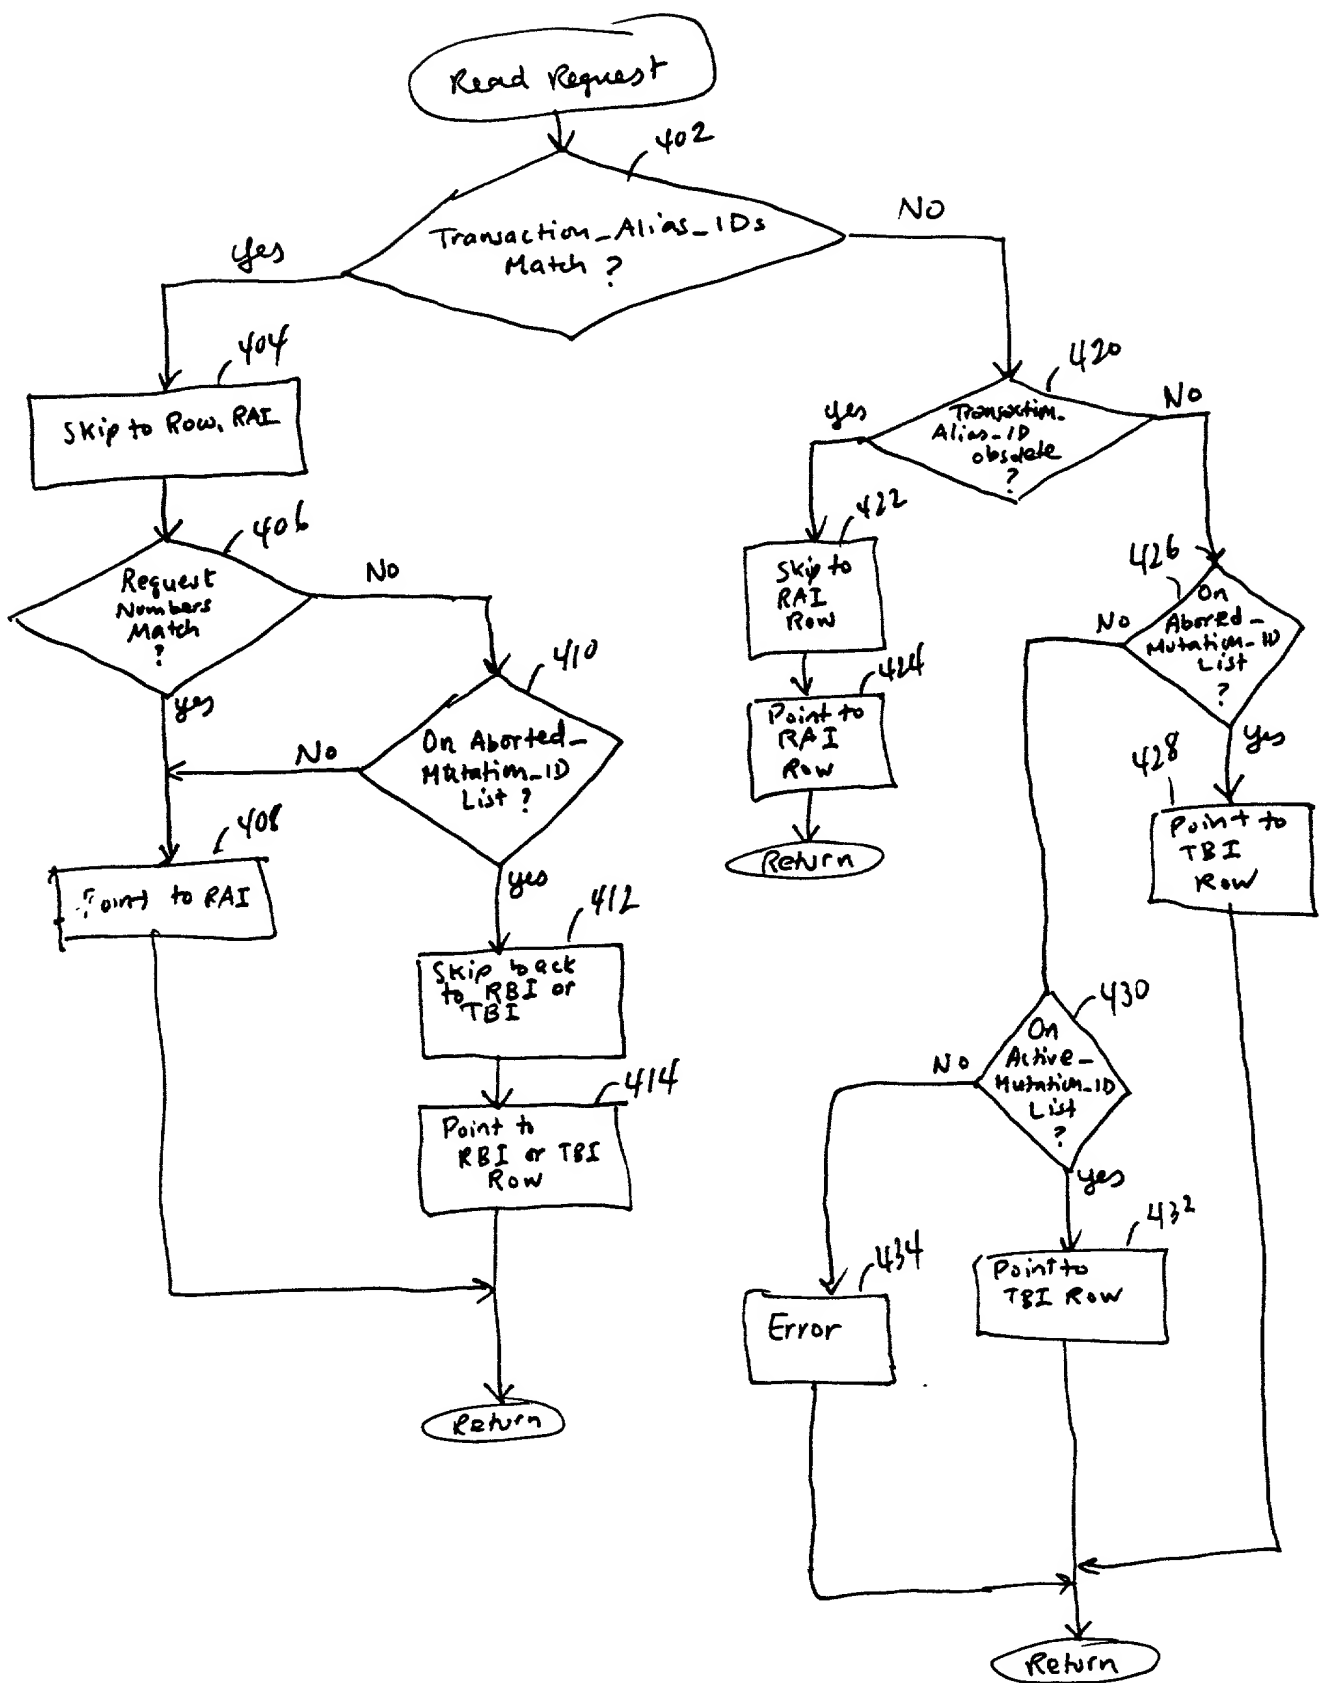 Read Request
402
Transaction_Alias_IDs
Match ?
Yes
No
404
Skip to Row, RAI
406
Request
Numbers
Match
?
No
yes
410
On Aborted_
Mutation_ID
List ?
No
yes
408
Point to RAI
412
Skip back
to RBI or
TBI
414
Point to
RBI or TBI
Row
Return
420
Transaction_
Alias_ID
obsolete
?
yes
No
422
Skip to
RAI
Row
424
Point to
RAI
Row
Return
426
On
Aborted_
Mutation_ID
List
?
No
yes
428
Point to
TBI
Row
430
On
Active_
Mutation_ID
List
?
No
yes
432
Point to
TBI Row
434
Error
Return